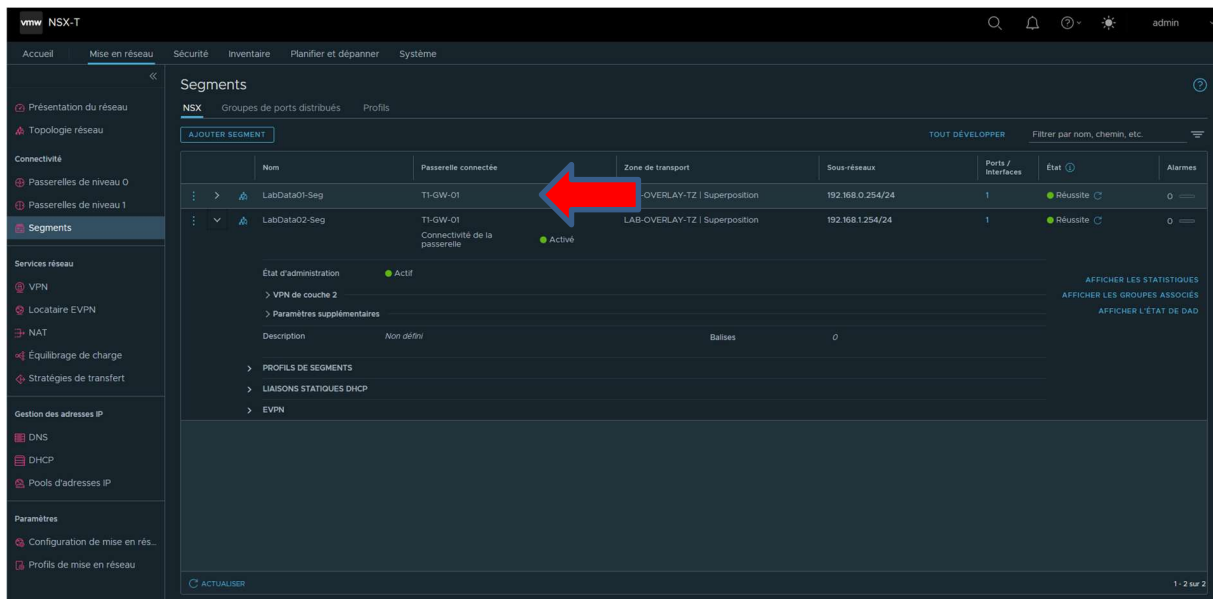 vmw NSX-T admin
Accueil Mise en réseau Sécurité Inventaire Planifier et dépanner Système
Présentation du réseau
Topologie réseau
Connectivité
Passerelles de niveau 0
Passerelles de niveau 1
Segments
Services réseau
VPN
Locataire EVPN
NAT
Équilibrage de charge
Stratégies de transfert
Gestion des adresses IP
DNS
DHCP
Pools d'adresses IP
Paramètres
Configuration de mise en rés...
Profils de mise en réseau
Segments
NSX Groupes de ports distribués Profils
AJOUTER SEGMENT TOUT DÉVELOPPER Filtrer par nom, chemin, etc.
Nom Passerelle connectée Zone de transport Sous-réseaux Ports / Interfaces État Alarmes
LabData01-Seg T1-GW-01 -OVERLAY-TZ | Superposition 192.168.0.254/24 1 Réussite 0
LabData02-Seg T1-GW-01 LAB-OVERLAY-TZ | Superposition 192.168.1.254/24 1 Réussite 0
Connectivité de la passerelle Activé
État d'administration Actif
AFFICHER LES STATISTIQUES
VPN de couche 2
AFFICHER LES GROUPES ASSOCIÉS
Paramètres supplémentaires
AFFICHER L'ÉTAT DE DAD
Description Non défini Balises 0
PROFILS DE SEGMENTS
LIAISONS STATIQUES DHCP
EVPN
ACTUALISER 1 - 2 sur 2